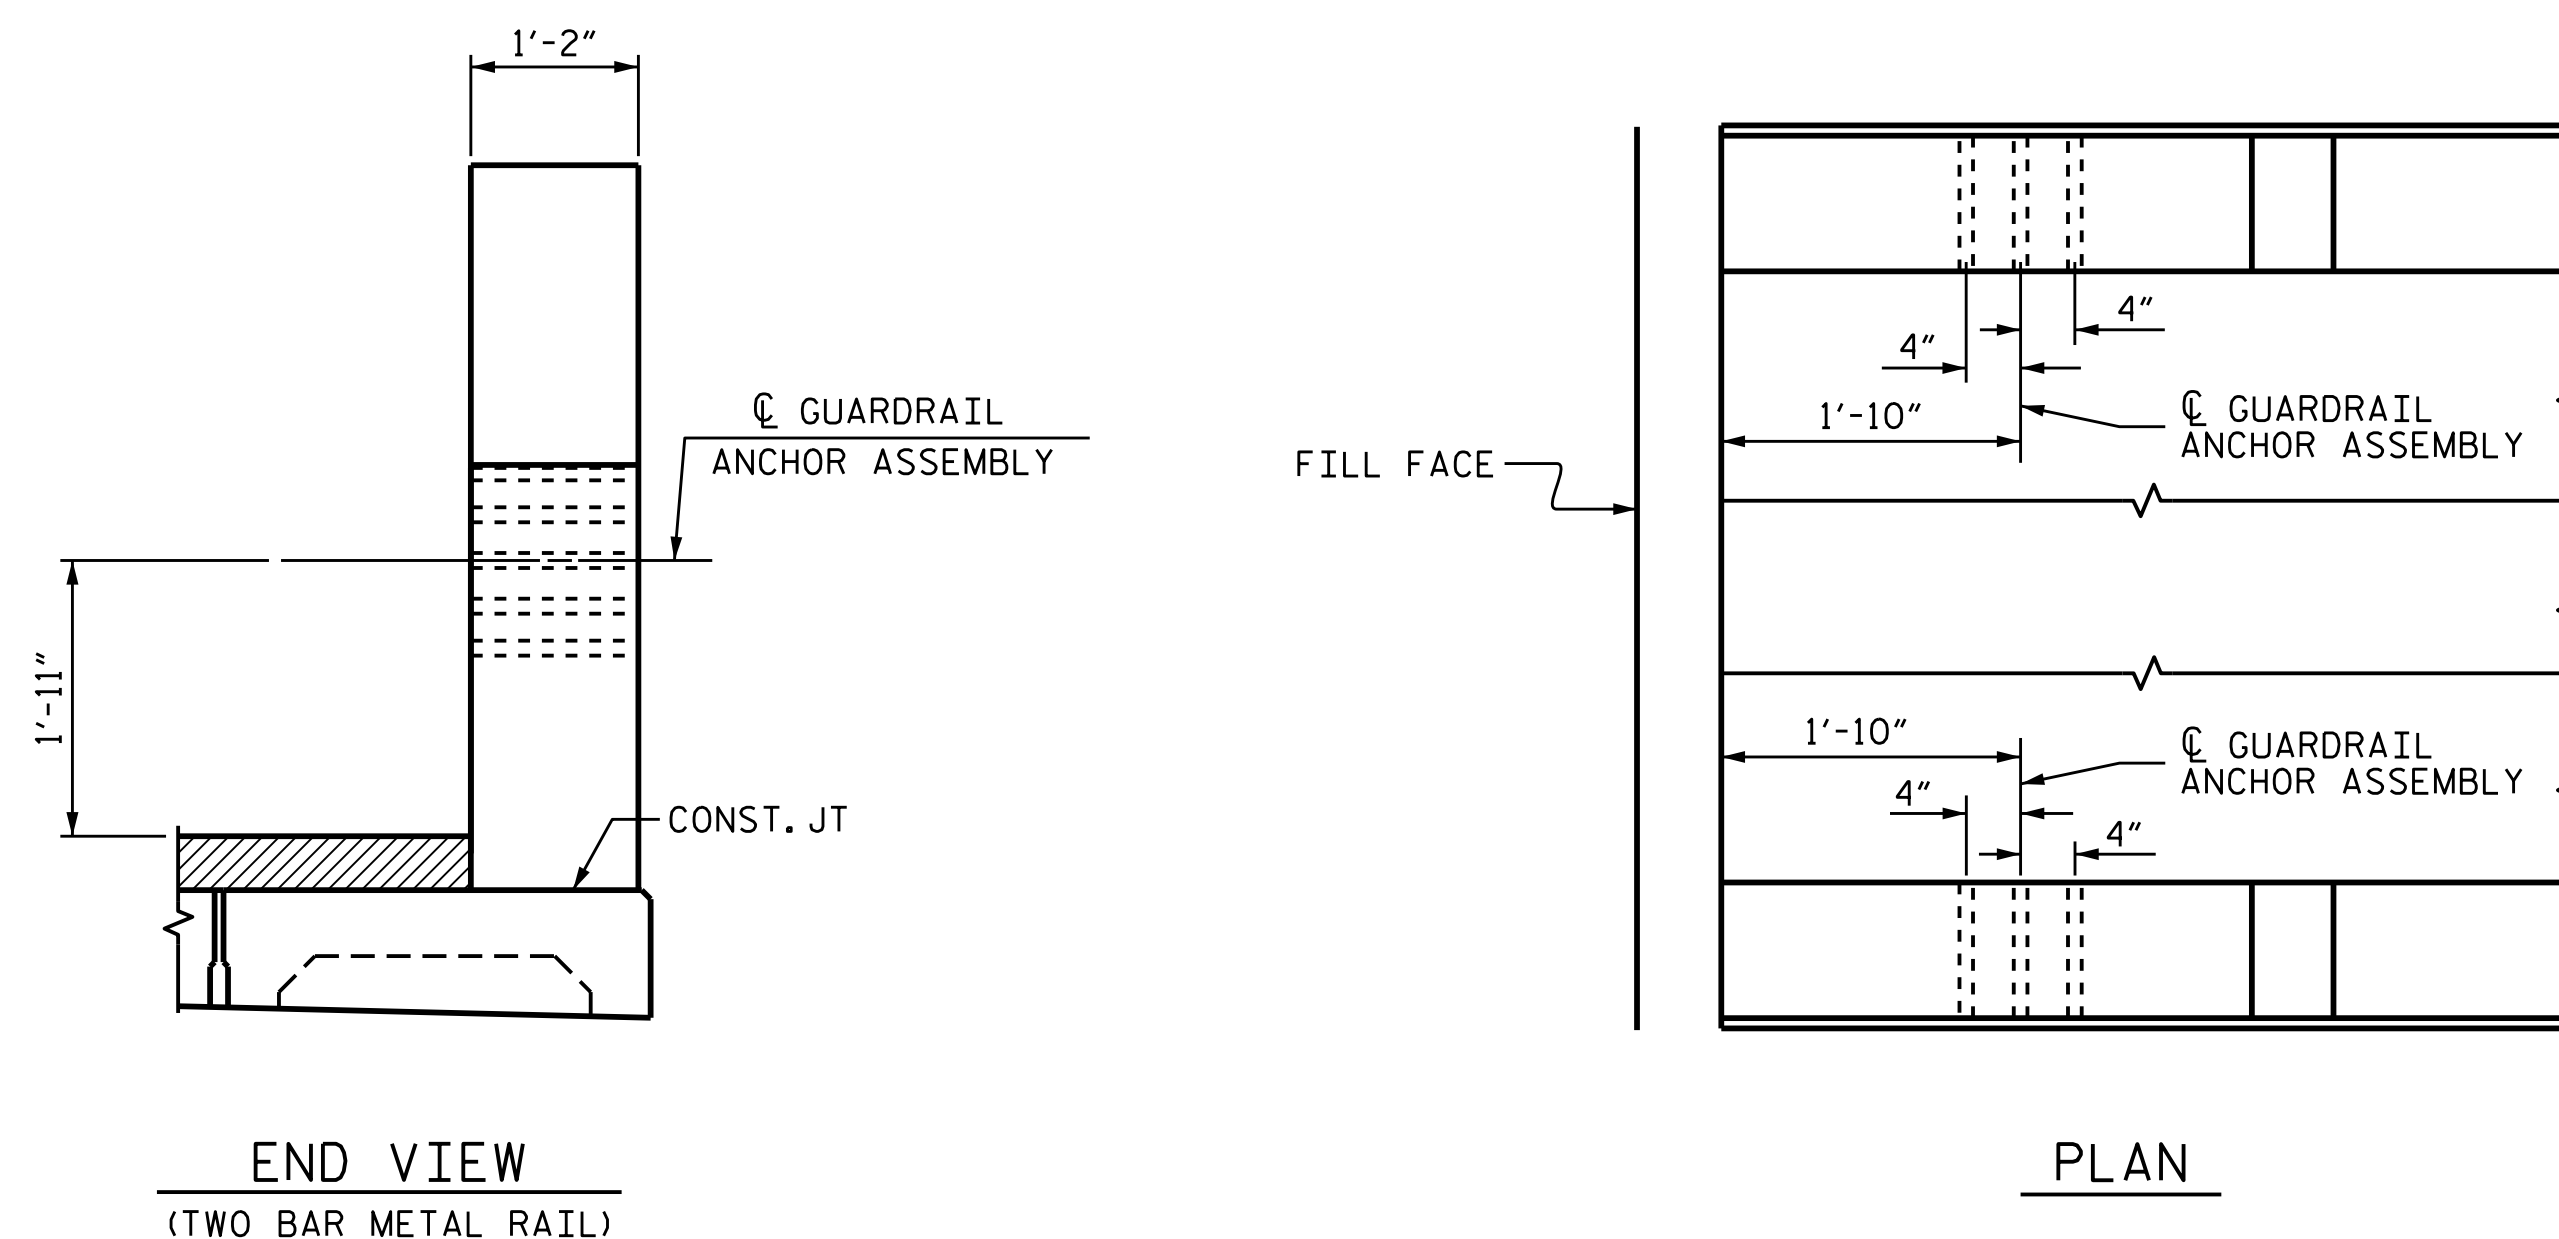 1'-2"
℄ GUARDRAIL
ANCHOR ASSEMBLY
1'-11"
CONST. JT
END VIEW
(TWO BAR METAL RAIL)
4"
4"
1'-10"
℄ GUARDRAIL
ANCHOR ASSEMBLY
FILL FACE
1'-10"
℄ GUARDRAIL
ANCHOR ASSEMBLY
4"
4"
PLAN